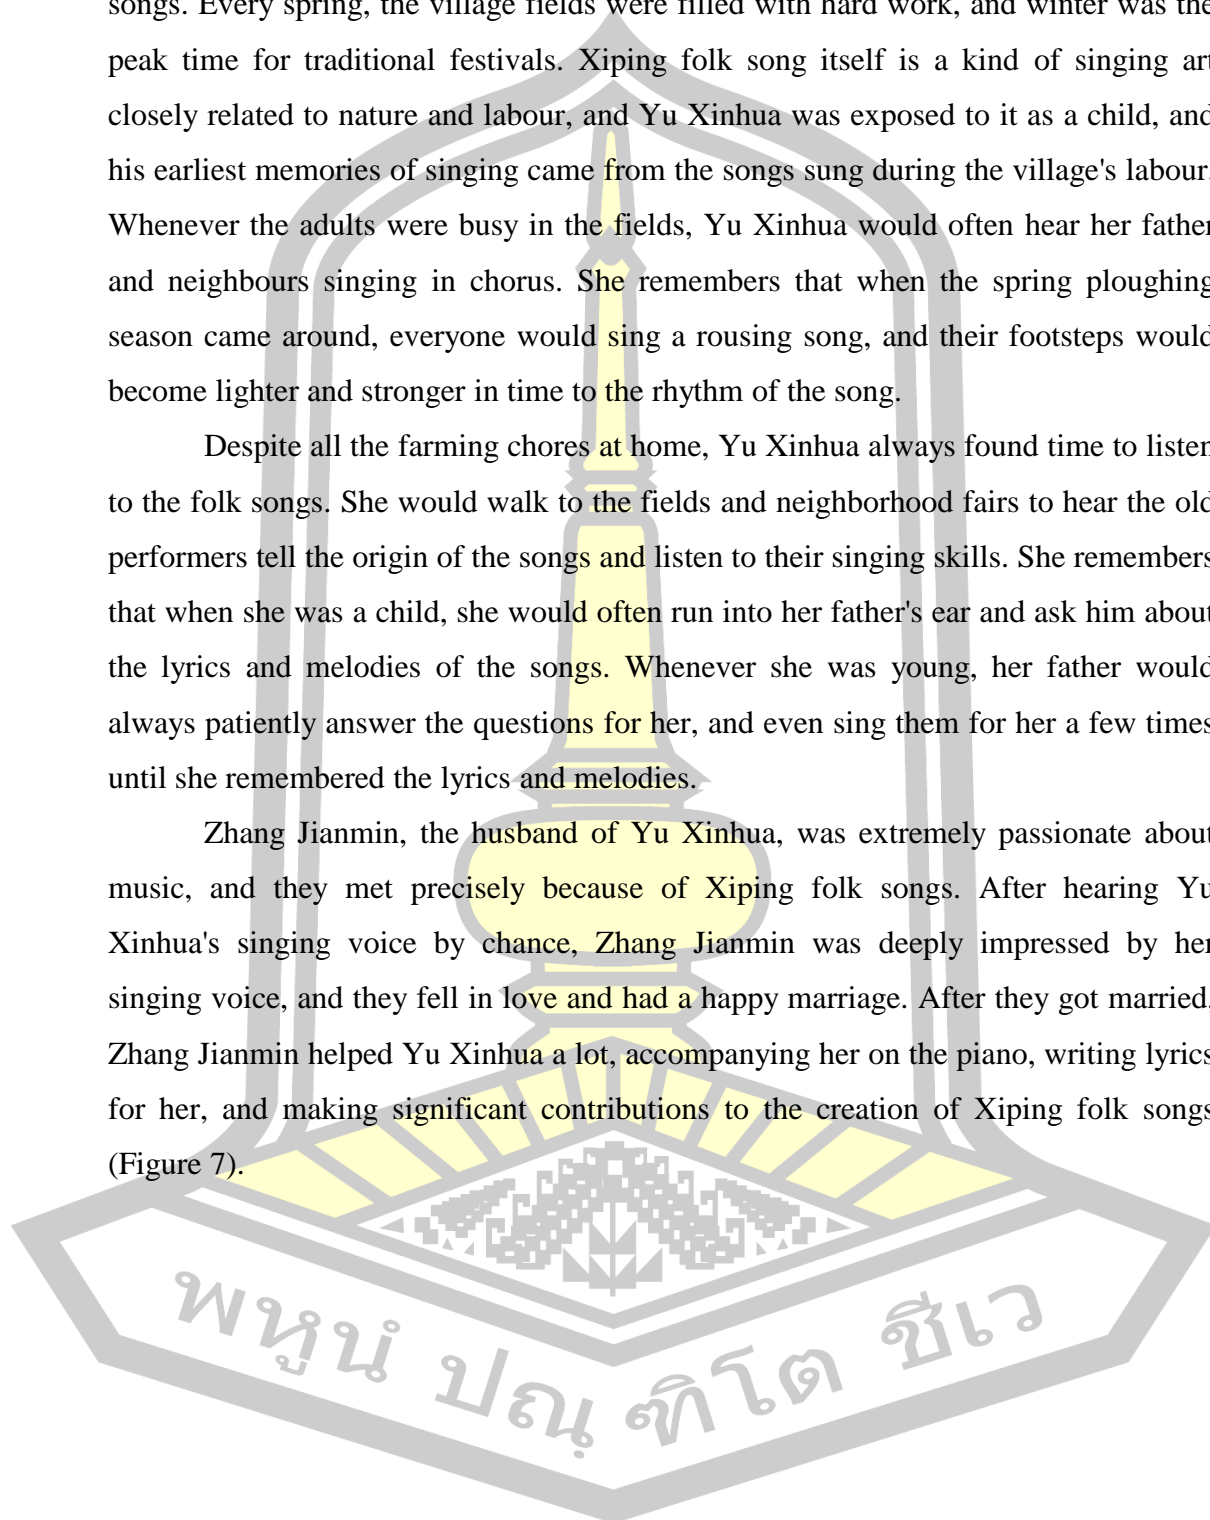 songs. Every spring, the village fields were filled with hard work, and winter was the
peak time for traditional festivals. Xiping folk song itself is a kind of singing art
closely related to nature and labour, and Yu Xinhua was exposed to it as a child, and
his earliest memories of singing came from the songs sung during the village's labour.
Whenever the adults were busy in the fields, Yu Xinhua would often hear her father
and neighbours singing in chorus. She remembers that when the spring ploughing
season came around, everyone would sing a rousing song, and their footsteps would
become lighter and stronger in time to the rhythm of the song.
Despite all the farming chores at home, Yu Xinhua always found time to listen
to the folk songs. She would walk to the fields and neighborhood fairs to hear the old
performers tell the origin of the songs and listen to their singing skills. She remembers
that when she was a child, she would often run into her father's ear and ask him about
the lyrics and melodies of the songs. Whenever she was young, her father would
always patiently answer the questions for her, and even sing them for her a few times
until she remembered the lyrics and melodies.
Zhang Jianmin, the husband of Yu Xinhua, was extremely passionate about
music, and they met precisely because of Xiping folk songs. After hearing Yu
Xinhua's singing voice by chance, Zhang Jianmin was deeply impressed by her
singing voice, and they fell in love and had a happy marriage. After they got married,
Zhang Jianmin helped Yu Xinhua a lot, accompanying her on the piano, writing lyrics
for her, and making significant contributions to the creation of Xiping folk songs
(Figure 7).
พหูนํ ปณฺ ฑิโต ชีเว